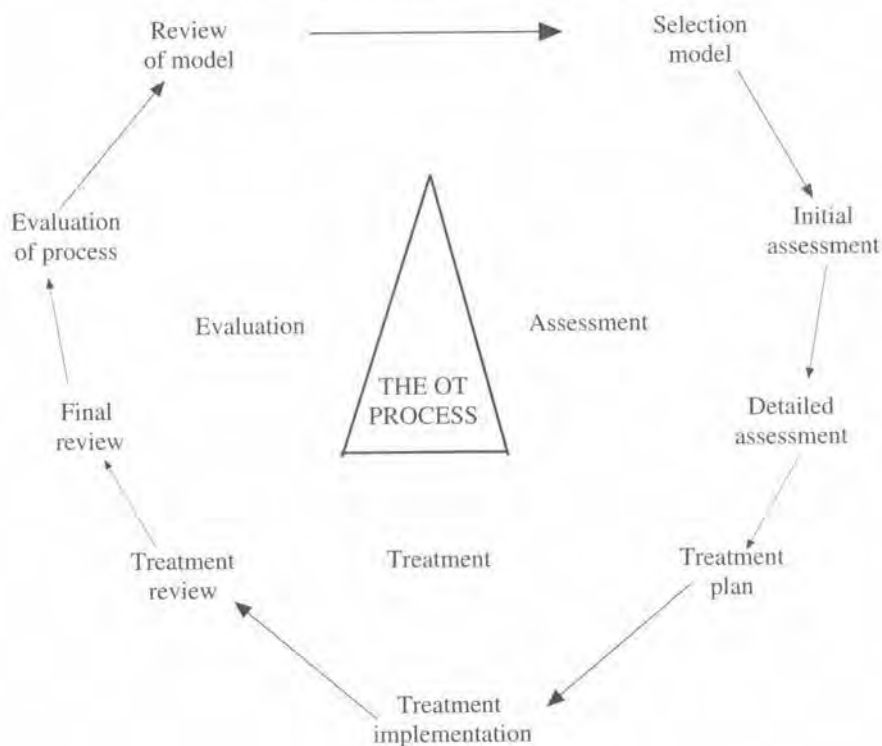 Review
of model
Selection
model
Initial
assessment
Detailed
assessment
Treatment
plan
Treatment
implementation
Treatment
review
Final
review
Evaluation
of process
Evaluation
Assessment
Treatment
THE OT
PROCESS